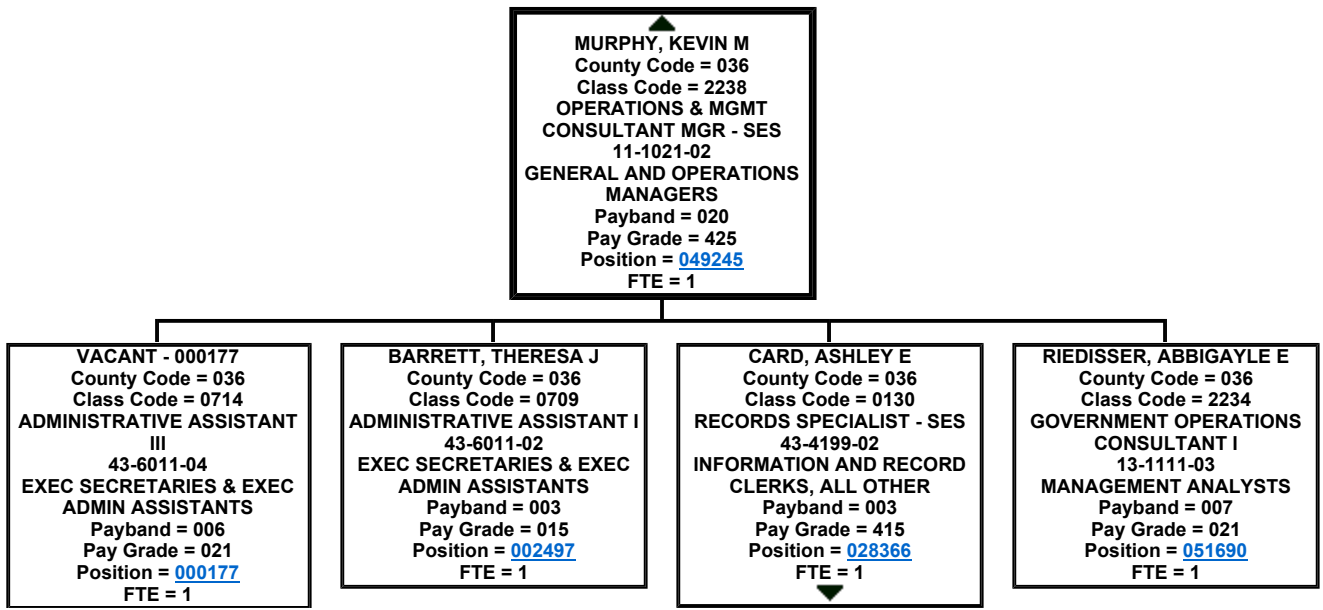 MURPHY, KEVIN M
County Code = 036
Class Code = 2238
OPERATIONS & MGMT
CONSULTANT MGR - SES
11-1021-02
GENERAL AND OPERATIONS
MANAGERS
Payband = 020
Pay Grade = 425
Position = 049245
FTE = 1
VACANT - 000177
County Code = 036
Class Code = 0714
ADMINISTRATIVE ASSISTANT
III
43-6011-04
EXEC SECRETARIES & EXEC
ADMIN ASSISTANTS
Payband = 006
Pay Grade = 021
Position = 000177
FTE = 1
BARRETT, THERESA J
County Code = 036
Class Code = 0709
ADMINISTRATIVE ASSISTANT I
43-6011-02
EXEC SECRETARIES & EXEC
ADMIN ASSISTANTS
Payband = 003
Pay Grade = 015
Position = 002497
FTE = 1
CARD, ASHLEY E
County Code = 036
Class Code = 0130
RECORDS SPECIALIST - SES
43-4199-02
INFORMATION AND RECORD
CLERKS, ALL OTHER
Payband = 003
Pay Grade = 415
Position = 028366
FTE = 1
RIEDISSER, ABBIGAYLE E
County Code = 036
Class Code = 2234
GOVERNMENT OPERATIONS
CONSULTANT I
13-1111-03
MANAGEMENT ANALYSTS
Payband = 007
Pay Grade = 021
Position = 051690
FTE = 1